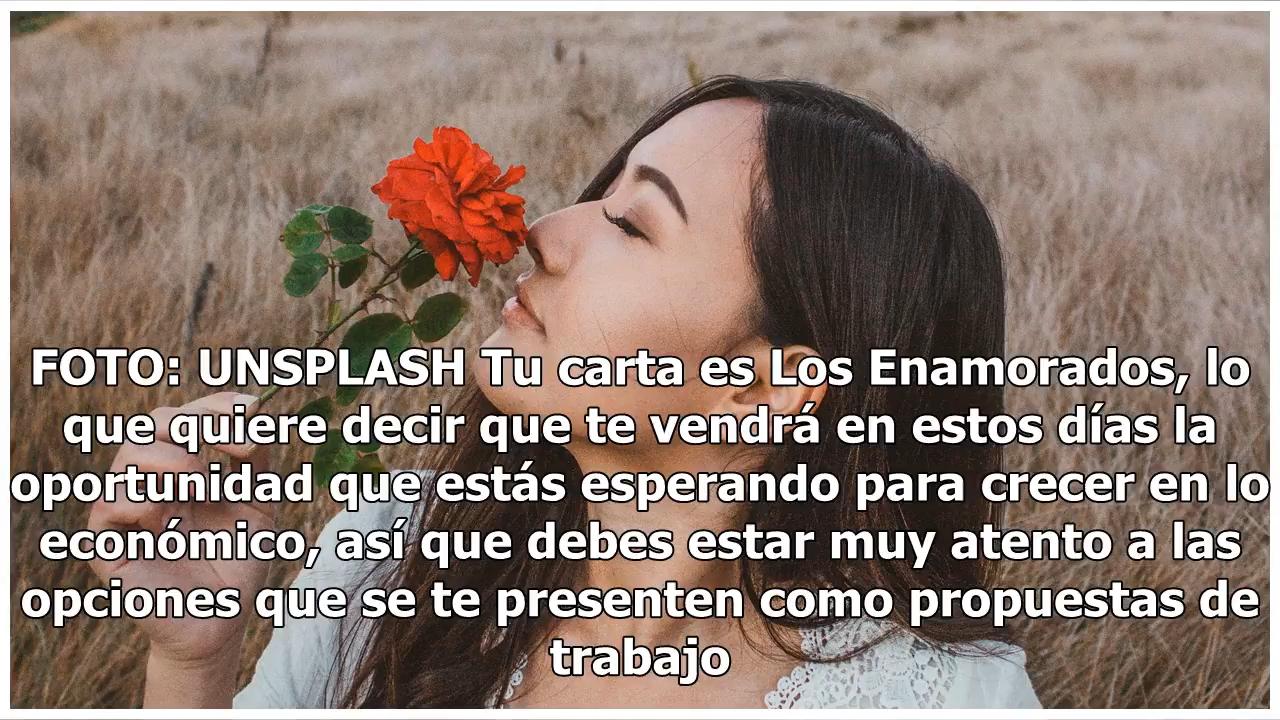 FOTO: UNSPLASH Tu carta es Los Enamorados, lo
que quiere decir que te vendrá en estos días la
oportunidad que estás esperando para crecer en lo
económico, así que debes estar muy atento a las
opciones que se te presenten como propuestas de
trabajo